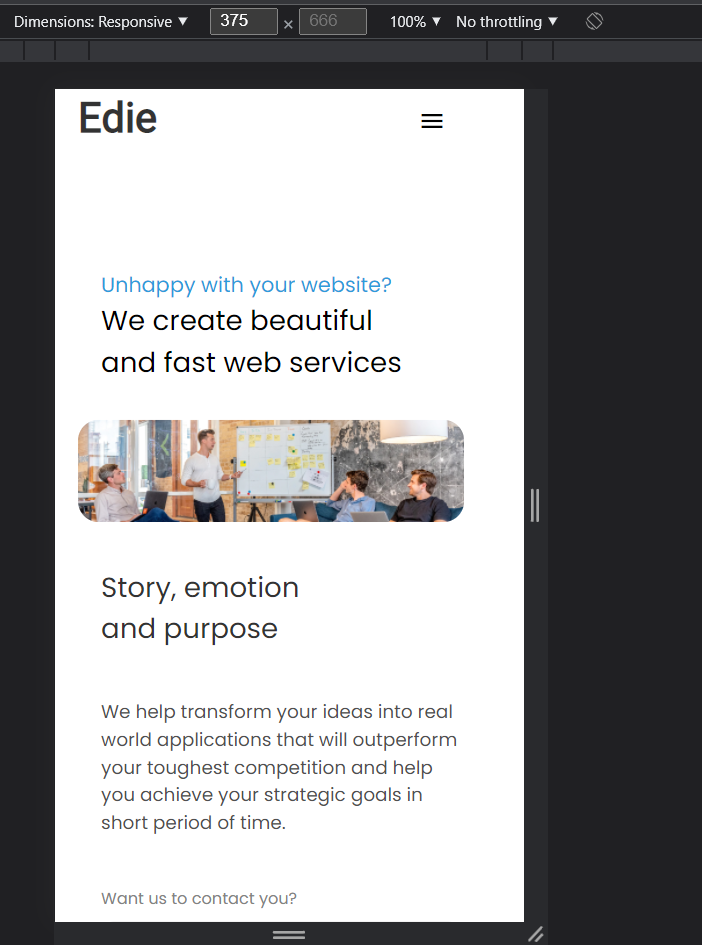 Dimensions: Responsive ▼ 375 × 666 100% ▼ No throttling ▼
Edie
Unhappy with your website?
We create beautiful
and fast web services
Story, emotion
and purpose
We help transform your ideas into real
world applications that will outperform
your toughest competition and help
you achieve your strategic goals in
short period of time.
Want us to contact you?